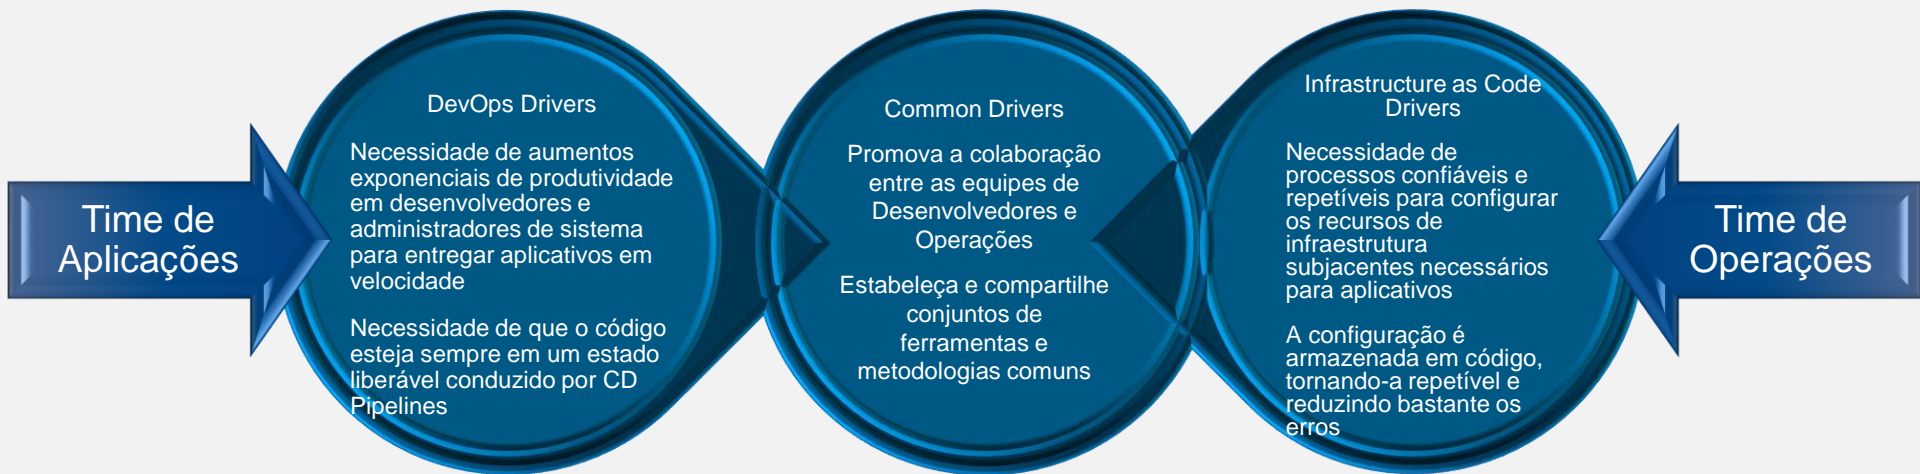 Time de
Aplicações
DevOps Drivers
Necessidade de aumentos
exponenciais de produtividade
em desenvolvedores e
administradores de sistema
para entregar aplicativos em
velocidade
Necessidade de que o código
esteja sempre em um estado
liberável conduzido por CD
Pipelines
Common Drivers
Promova a colaboração
entre as equipes de
Desenvolvedores e
Operações
Estabeleça e compartilhe
conjuntos de
ferramentas e
metodologias comuns
Infrastructure as Code
Drivers
Necessidade de
processos confiáveis e
repetíveis para configurar
os recursos de
infraestrutura
subjacentes necessários
para aplicativos
A configuração é
armazenada em código,
tornando-a repetível e
reduzindo bastante os
erros
Time de
Operações